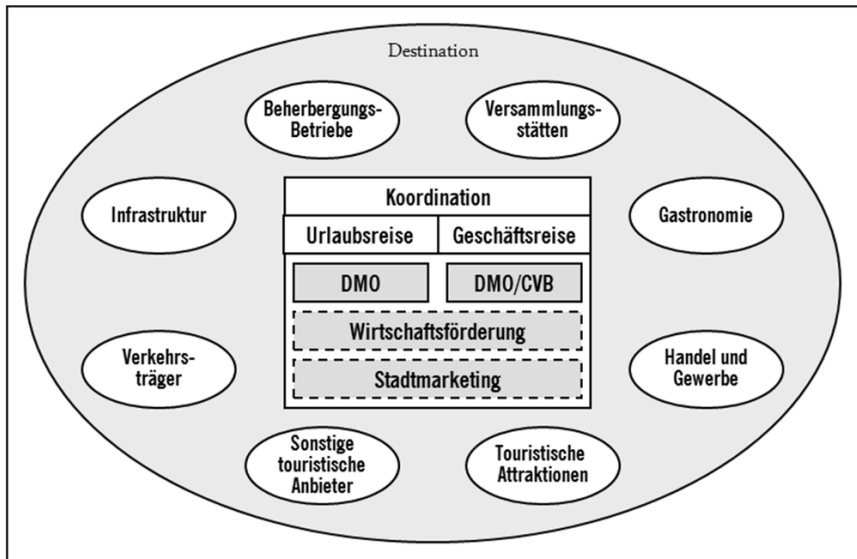 Destination
Beherbergungs-
Betriebe
Versammlungs-
stätten
Infrastruktur
Koordination
Gastronomie
Urlaubsreise
Geschäftsreise
DMO
DMO/CVB
Wirtschaftsförderung
Verkehrs-
träger
Stadtmarketing
Handel und
Gewerbe
Sonstige
touristische
Anbieter
Touristische
Attraktionen